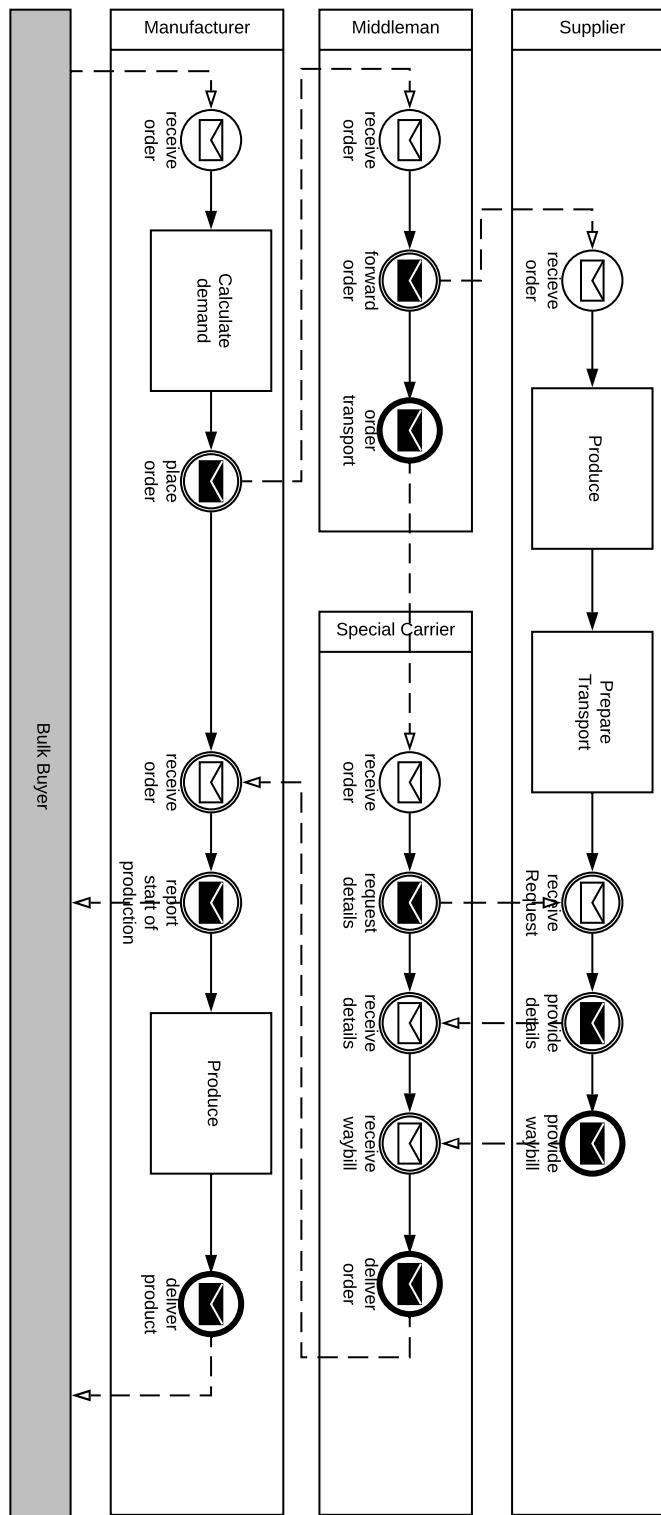 Manufacturer
Middleman
Supplier
Bulk Buyer
receive
order
Calculate
demand
place
order
receive
order
report
start of
production
Produce
deliver
product
receive
order
forward
order
order
transport
Special Carrier
receive
order
request
details
receive
details
receive
waybill
deliver
order
recieve
order
Produce
Prepare
Transport
receive
Request
provide
details
provide
waybill